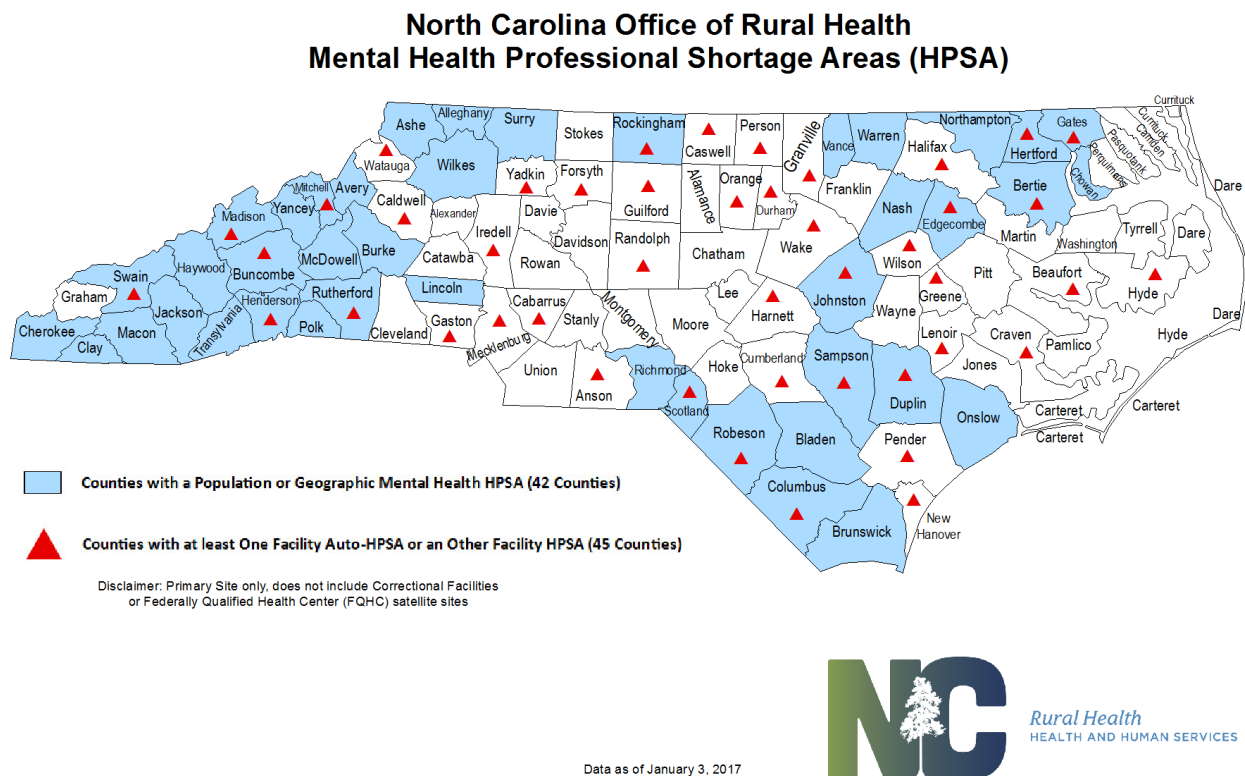 North Carolina Office of Rural Health
Mental Health Professional Shortage Areas (HPSA)
Currituck
Alleghany
Ashe
Surry
Stokes
Rockingham
Caswell
Person
Granville
Vance
Warren
Northampton
Gates
Currituck
Camden
Pasquotank
Perquimans
Chowan
Hertford
Halifax
Watauga
Wilkes
Yadkin
Forsyth
Guilford
Alamance
Orange
Durham
Franklin
Nash
Edgecombe
Bertie
Dare
Mitchell
Avery
Caldwell
Alexander
Iredell
Davie
Davidson
Randolph
Chatham
Wake
Wilson
Martin
Washington
Tyrrell
Dare
Madison
Yancey
McDowell
Burke
Catawba
Rowan
Haywood
Buncombe
Swain
Graham
Jackson
Henderson
Rutherford
Lincoln
Cabarrus
Stanly
Montgomery
Moore
Lee
Harnett
Johnston
Wayne
Greene
Pitt
Beaufort
Hyde
Cherokee
Clay
Macon
Transylvania
Polk
Cleveland
Gaston
Mecklenburg
Union
Anson
Richmond
Scotland
Hoke
Cumberland
Sampson
Duplin
Lenoir
Craven
Jones
Pamlico
Hyde
Dare
Carteret
Carteret
Carteret
Onslow
Robeson
Bladen
Pender
Columbus
Brunswick
New
Hanover
Counties with a Population or Geographic Mental Health HPSA (42 Counties)
Counties with at least One Facility Auto-HPSA or an Other Facility HPSA (45 Counties)
Disclaimer: Primary Site only, does not include Correctional Facilities
or Federally Qualified Health Center (FQHC) satellite sites
NC
Rural Health
HEALTH AND HUMAN SERVICES
Data as of January 3, 2017